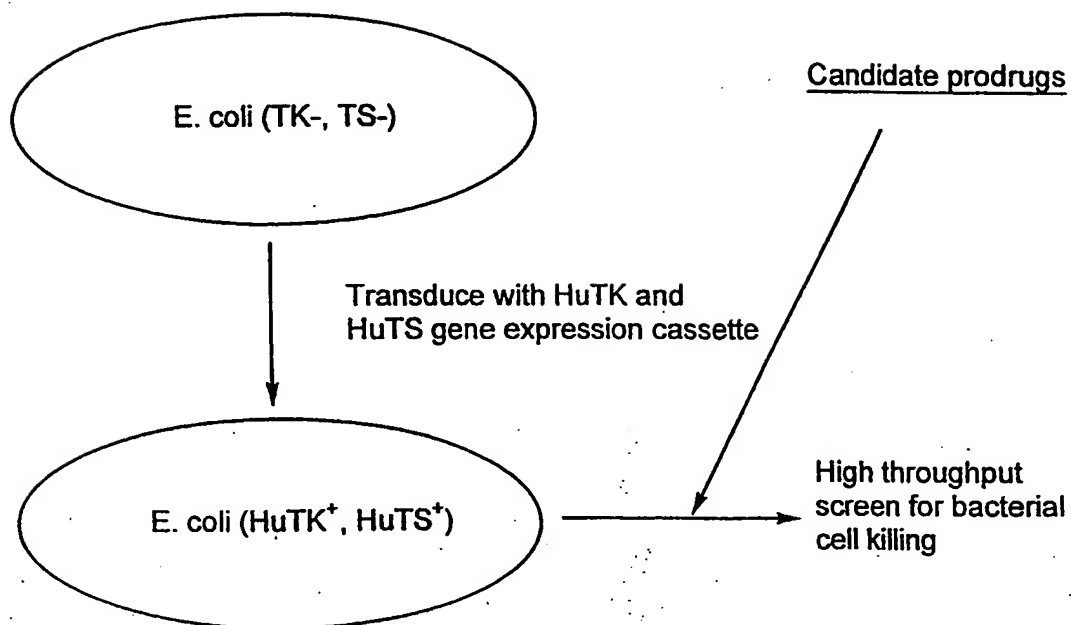 E. coli (TK-, TS-)
Candidate prodrugs
Transduce with HuTK and
HuTS gene expression cassette
E. coli (HuTK⁺, HuTS⁺)
High throughput
screen for bacterial
cell killing